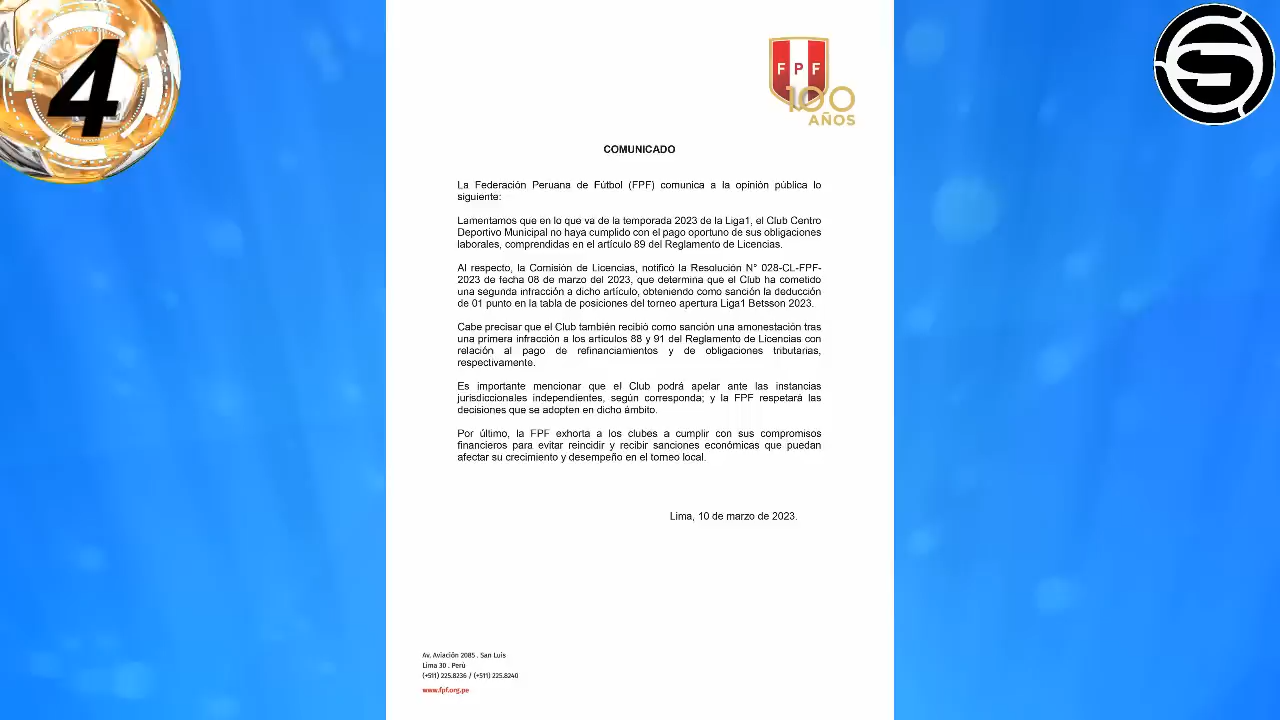 4
S
FPF
100
AÑOS
COMUNICADO
La Federación Peruana de Fútbol (FPF) comunica a la opinión pública lo
siguiente:
Lamentamos que en lo que va de la temporada 2023 de la Liga1, el Club Centro
Deportivo Municipal no haya cumplido con el pago oportuno de sus obligaciones
laborales, comprendidas en el artículo 89 del Reglamento de Licencias.
Al respecto, la Comisión de Licencias, notificó la Resolución N° 028-CL-FPF-
2023 de fecha 08 de marzo del 2023, que determina que el Club ha cometido
una segunda infracción a dicho artículo, obteniendo como sanción la deducción
de 01 punto en la tabla de posiciones del torneo apertura Liga1 Betsson 2023.
Cabe precisar que el Club también recibió como sanción una amonestación tras
una primera infracción a los artículos 88 y 91 del Reglamento de Licencias con
relación al pago de refinanciamientos y de obligaciones tributarias,
respectivamente.
Es importante mencionar que el Club podrá apelar ante las instancias
jurisdiccionales independientes, según corresponda; y la FPF respetará las
decisiones que se adopten en dicho ámbito.
Por último, la FPF exhorta a los clubes a cumplir con sus compromisos
financieros para evitar reincidir y recibir sanciones económicas que puedan
afectar su crecimiento y desempeño en el torneo local.
Lima, 10 de marzo de 2023.
Av. Aviación 2085 . San Luis
Lima 30 . Perú
(+511) 225.8236 / (+511) 225.8240
www.fpf.org.pe